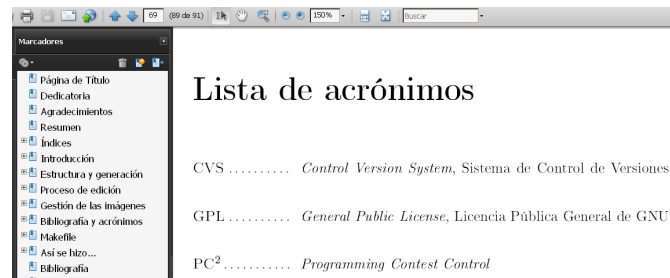 69 (89 de 91) 150% Buscar
Marcadores
Página de Título
Dedicatoria
Agradecimientos
Resumen
Índices
Introducción
Estructura y generación
Proceso de edición
Gestión de las imágenes
Bibliografía y acrónimos
Makefile
Así se hizo...
Bibliografía
Lista de acrónimos
CVS .......... Control Version System, Sistema de Control de Versiones
GPL .......... General Public License, Licencia Pública General de GNU
PC² .......... Programming Contest Control